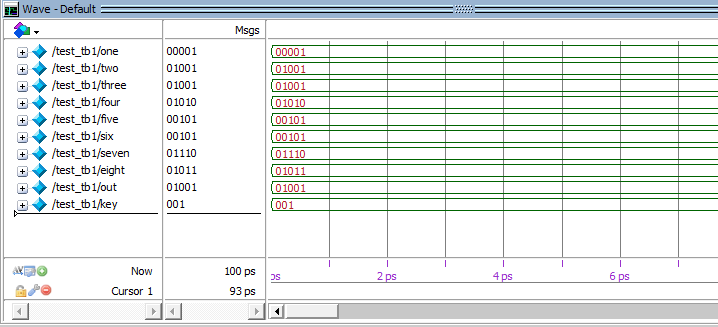 Wave - Default
Msgs
/test_tb1/one 00001 00001
/test_tb1/two 01001 01001
/test_tb1/three 01001 01001
/test_tb1/four 01010 01010
/test_tb1/five 00101 00101
/test_tb1/six 00101 00101
/test_tb1/seven 01110 01110
/test_tb1/eight 01011 01011
/test_tb1/out 01001 01001
/test_tb1/key 001 001
Now 100 ps ps 2 ps 4 ps 6 ps
Cursor 1 93 ps